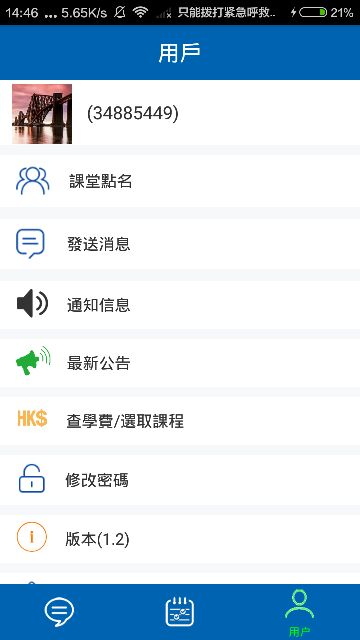 14:46 ... 5.65K/s 只能拨打紧急呼救.. 21%
用戶
(34885449)
課堂點名
發送消息
通知信息
最新公告
HK$ 查學費/選取課程
修改密碼
i 版本(1.2)
用户